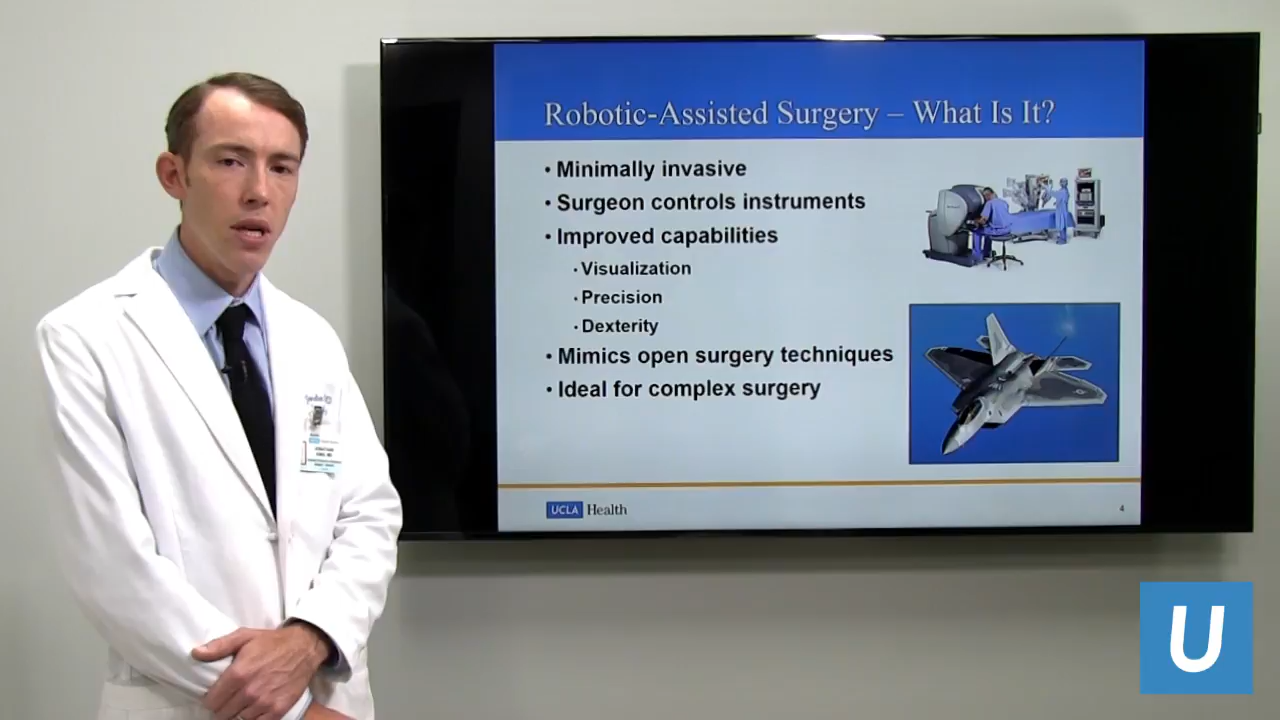 Robotic-Assisted Surgery – What Is It?
• Minimally invasive
• Surgeon controls instruments
• Improved capabilities
• Visualization
• Precision
• Dexterity
• Mimics open surgery techniques
• Ideal for complex surgery
UCLA Health
4
JONATHAN
U